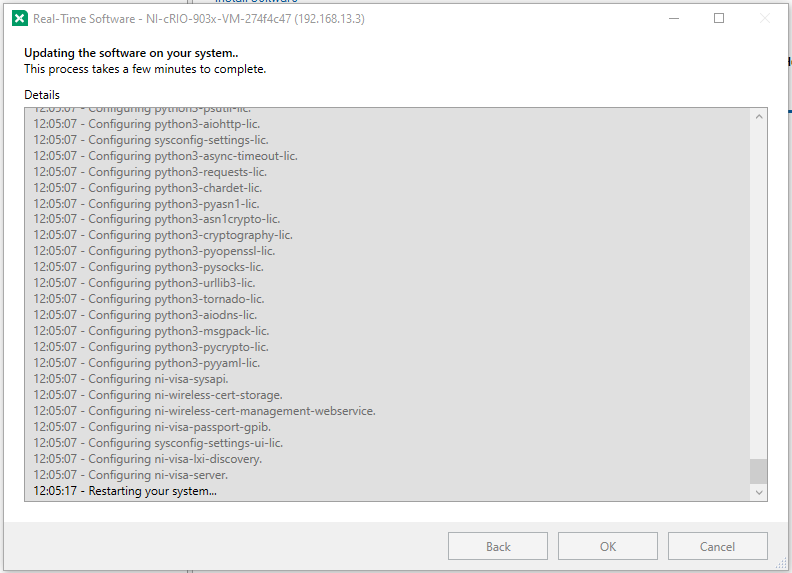 Real-Time Software - NI-cRIO-903x-VM-274f4c47 (192.168.13.3)
Updating the software on your system..
This process takes a few minutes to complete.
Details
12:05:07 - Configuring python3-psutil-lic.
12:05:07 - Configuring python3-aiohttp-lic.
12:05:07 - Configuring sysconfig-settings-lic.
12:05:07 - Configuring python3-async-timeout-lic.
12:05:07 - Configuring python3-requests-lic.
12:05:07 - Configuring python3-chardet-lic.
12:05:07 - Configuring python3-pyasn1-lic.
12:05:07 - Configuring python3-asn1crypto-lic.
12:05:07 - Configuring python3-cryptography-lic.
12:05:07 - Configuring python3-pyopenssl-lic.
12:05:07 - Configuring python3-pysocks-lic.
12:05:07 - Configuring python3-urllib3-lic.
12:05:07 - Configuring python3-tornado-lic.
12:05:07 - Configuring python3-aiodns-lic.
12:05:07 - Configuring python3-msgpack-lic.
12:05:07 - Configuring python3-pycrypto-lic.
12:05:07 - Configuring python3-pyyaml-lic.
12:05:07 - Configuring ni-visa-sysapi.
12:05:07 - Configuring ni-wireless-cert-storage.
12:05:07 - Configuring ni-wireless-cert-management-webservice.
12:05:07 - Configuring ni-visa-passport-gpib.
12:05:07 - Configuring sysconfig-settings-ui-lic.
12:05:07 - Configuring ni-visa-lxi-discovery.
12:05:07 - Configuring ni-visa-server.
12:05:17 - Restarting your system...
Back
OK
Cancel